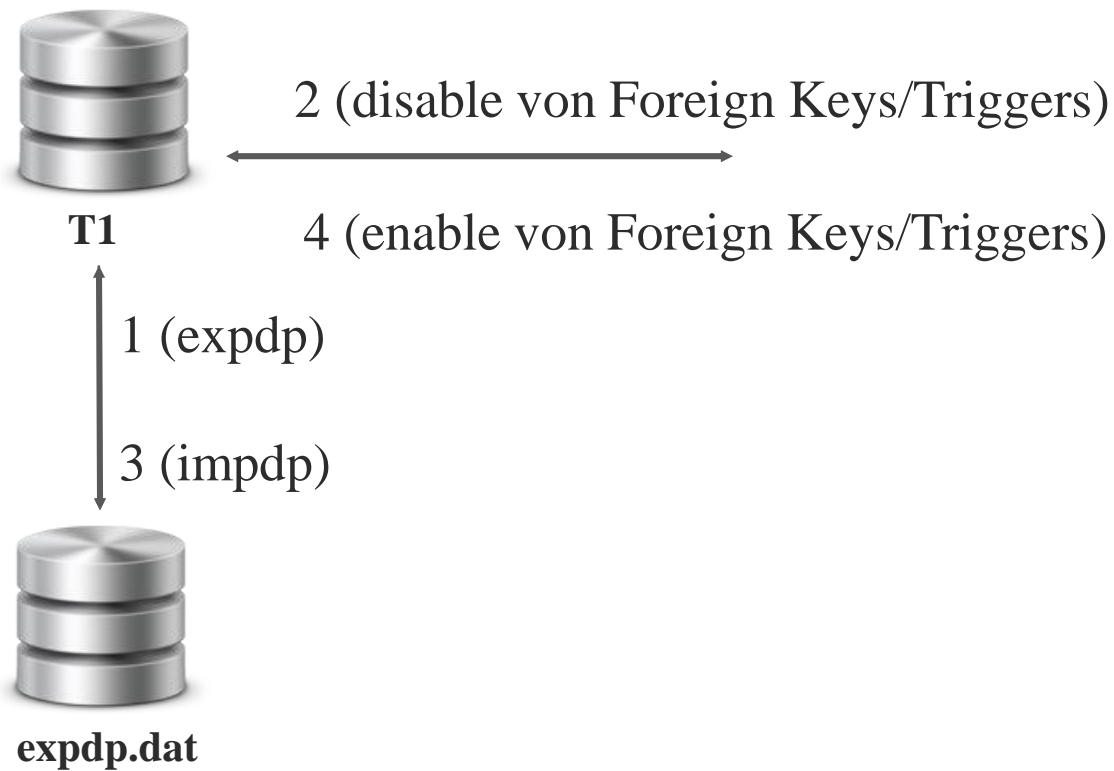 2 (disable von Foreign Keys/Triggers)
T1
4 (enable von Foreign Keys/Triggers)
1 (expdp)
3 (impdp)
expdp.dat